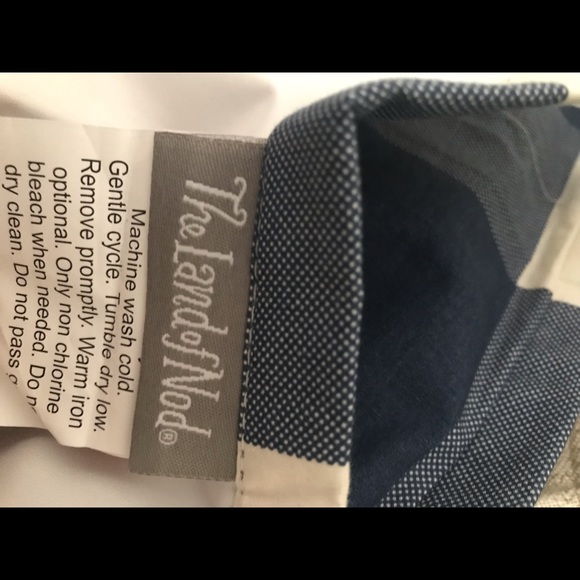 The Land of Nod®
Machine wash cold.
Gentle cycle. Tumble dry low.
Remove promptly. Warm iron
optional. Only non chlorine
bleach when needed. Do
dry clean. Do not pass